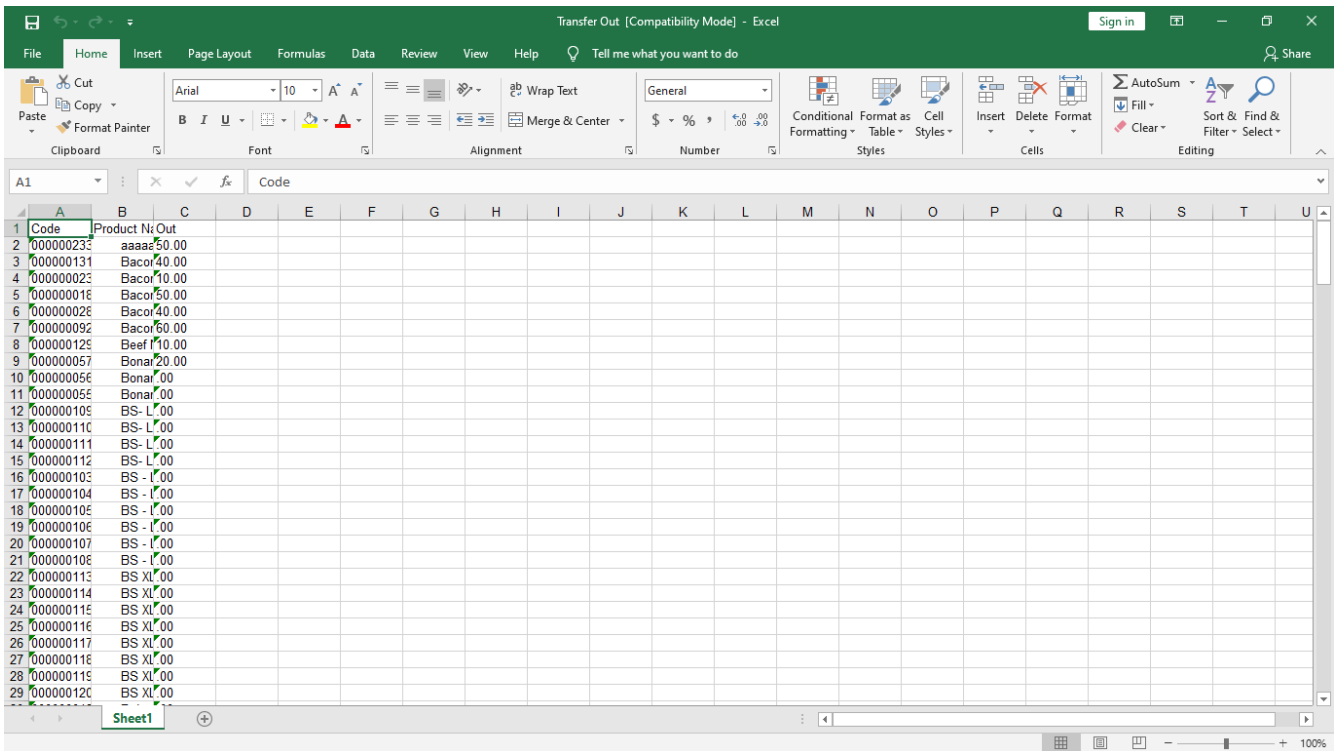 Transfer Out [Compatibility Mode] - Excel
Sign in
File Home Insert Page Layout Formulas Data Review View Help Tell me what you want to do Share
Paste Cut Copy Format Painter
Arial 10 B I U
Wrap Text Merge & Center
General $ % ,
Conditional Formatting Format as Table Cell Styles
Insert Delete Format
AutoSum Fill Clear Sort & Filter Find & Select
Clipboard Font Alignment Number Styles Cells Editing
A1 fx Code
A B C D E F G H I J K L M N O P Q R S T U
1 Code Product Na Out
2 000000233 aaaaa 50.00
3 000000131 Bacon 40.00
4 000000023 Bacon 10.00
5 000000018 Bacon 50.00
6 000000028 Bacon 40.00
7 000000092 Bacon 60.00
8 000000129 Beef 10.00
9 000000057 Bonar 20.00
10 000000056 Bonar .00
11 000000055 Bonar .00
12 000000109 BS- L .00
13 000000110 BS- L .00
14 000000111 BS- L .00
15 000000112 BS- L .00
16 000000103 BS - .00
17 000000104 BS - .00
18 000000105 BS - .00
19 000000106 BS - .00
20 000000107 BS - .00
21 000000108 BS - .00
22 000000113 BS XL .00
23 000000114 BS XL .00
24 000000115 BS XL .00
25 000000116 BS XL .00
26 000000117 BS XL .00
27 000000118 BS XL .00
28 000000119 BS XL .00
29 000000120 BS XL .00
Sheet1
100%